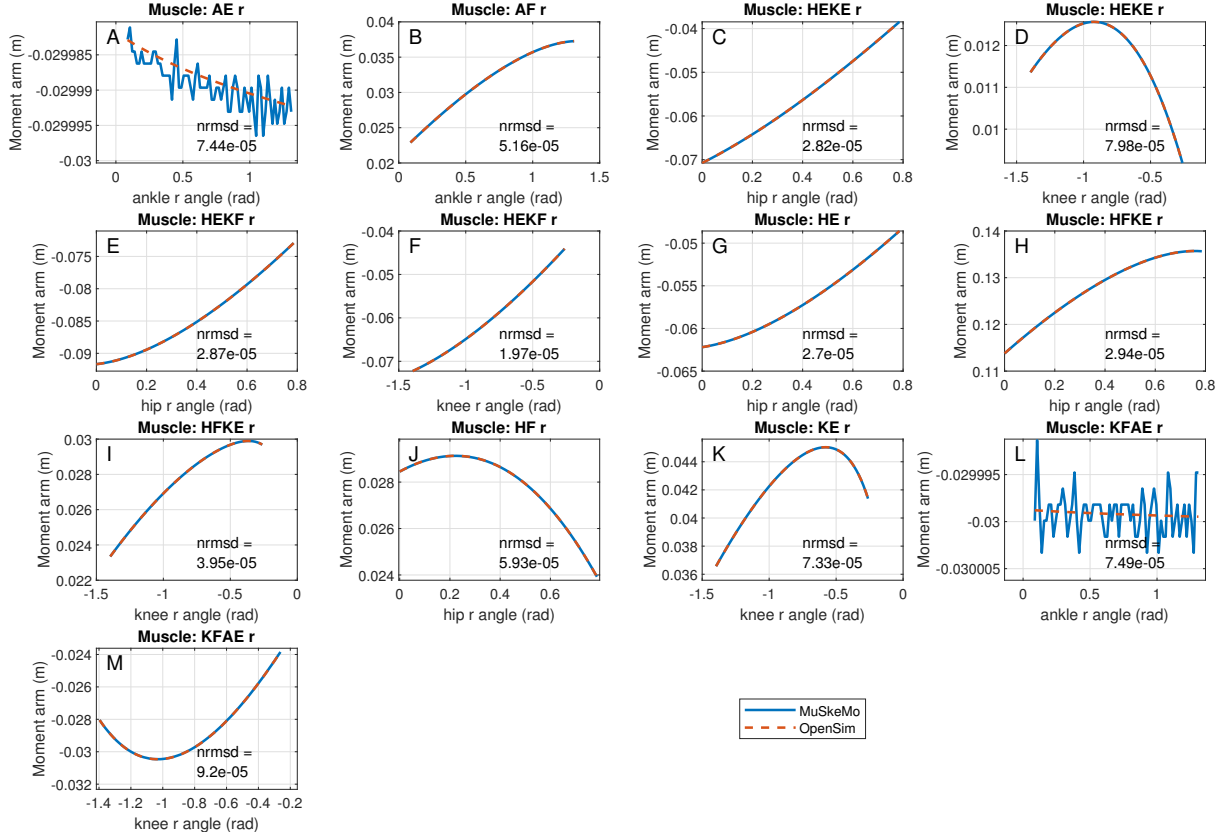 Muscle: AE r
A
-0.029985
-0.02999
-0.029995
-0.03
Moment arm (m)
nrmsd =
7.44e-05
0 0.5 1
ankle r angle (rad)
Muscle: AF r
B
0.04
0.035
0.03
0.025
0.02
Moment arm (m)
nrmsd =
5.16e-05
0 0.5 1 1.5
ankle r angle (rad)
Muscle: HEKE r
C
-0.04
-0.05
-0.06
-0.07
Moment arm (m)
nrmsd =
2.82e-05
0 0.2 0.4 0.6 0.8
hip r angle (rad)
Muscle: HEKE r
D
0.012
0.011
0.01
Moment arm (m)
nrmsd =
7.98e-05
-1.5 -1 -0.5
knee r angle (rad)
Muscle: HEKF r
E
-0.075
-0.08
-0.085
-0.09
Moment arm (m)
nrmsd =
2.87e-05
0 0.2 0.4 0.6 0.8
hip r angle (rad)
Muscle: HEKF r
F
-0.04
-0.05
-0.06
-0.07
Moment arm (m)
nrmsd =
1.97e-05
-1.5 -1 -0.5 0
knee r angle (rad)
Muscle: HE r
G
-0.05
-0.055
-0.06
-0.065
Moment arm (m)
nrmsd =
2.7e-05
0 0.2 0.4 0.6 0.8
hip r angle (rad)
Muscle: HFKE r
H
0.14
0.13
0.12
0.11
Moment arm (m)
nrmsd =
2.94e-05
0 0.2 0.4 0.6 0.8
hip r angle (rad)
Muscle: HFKE r
I
0.03
0.028
0.026
0.024
0.022
Moment arm (m)
nrmsd =
3.95e-05
-1.5 -1 -0.5 0
knee r angle (rad)
Muscle: HF r
J
0.028
0.026
0.024
Moment arm (m)
nrmsd =
5.93e-05
0 0.2 0.4 0.6
hip r angle (rad)
Muscle: KE r
K
0.044
0.042
0.04
0.038
0.036
Moment arm (m)
nrmsd =
7.33e-05
-1.5 -1 -0.5 0
knee r angle (rad)
Muscle: KFAE r
L
-0.029995
-0.03
-0.030005
Moment arm (m)
nrmsd =
7.49e-05
0 0.5 1
ankle r angle (rad)
Muscle: KFAE r
M
-0.024
-0.026
-0.028
-0.03
-0.032
Moment arm (m)
nrmsd =
9.2e-05
-1.4 -1.2 -1 -0.8 -0.6 -0.4 -0.2
knee r angle (rad)
MuSkeMo
OpenSim